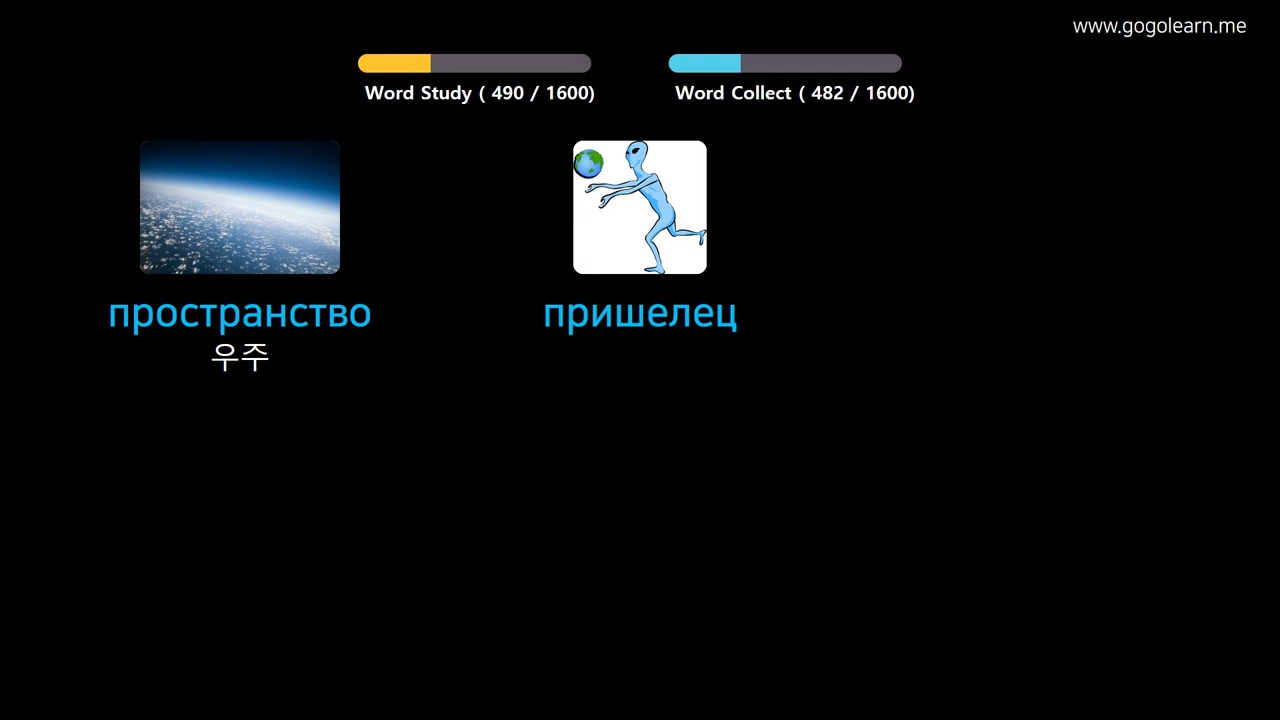 www.gogolearn.me
Word Study ( 490 / 1600)
Word Collect ( 482 / 1600)
пространство
пришелец
우주